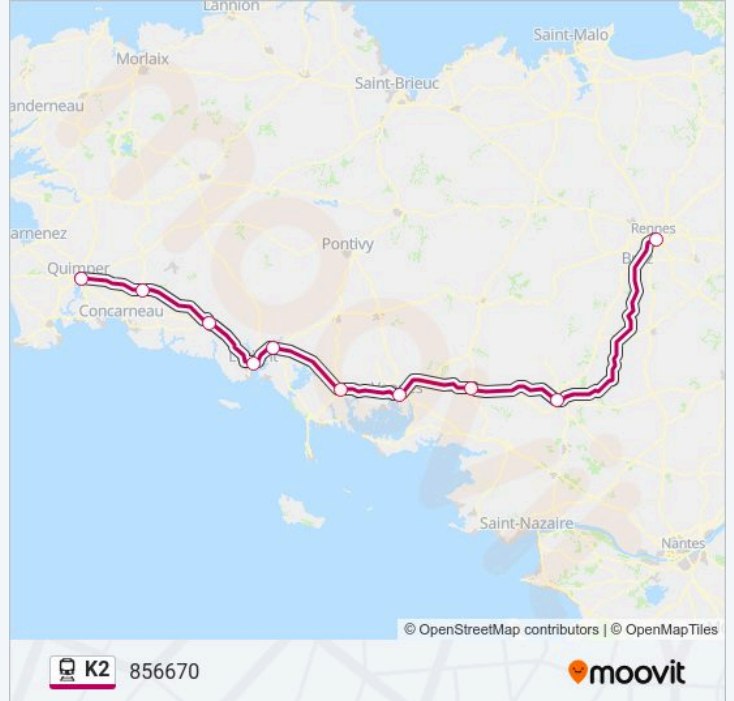 Lannion
Saint-Malo
Morlaix
Saint-Brieuc
anderneau
Rennes
arnenez
Pontivy
Quimper
Concarneau
Saint-Nazaire
Nantes
© OpenStreetMap contributors | © OpenMapTiles
K2 856670 moovit